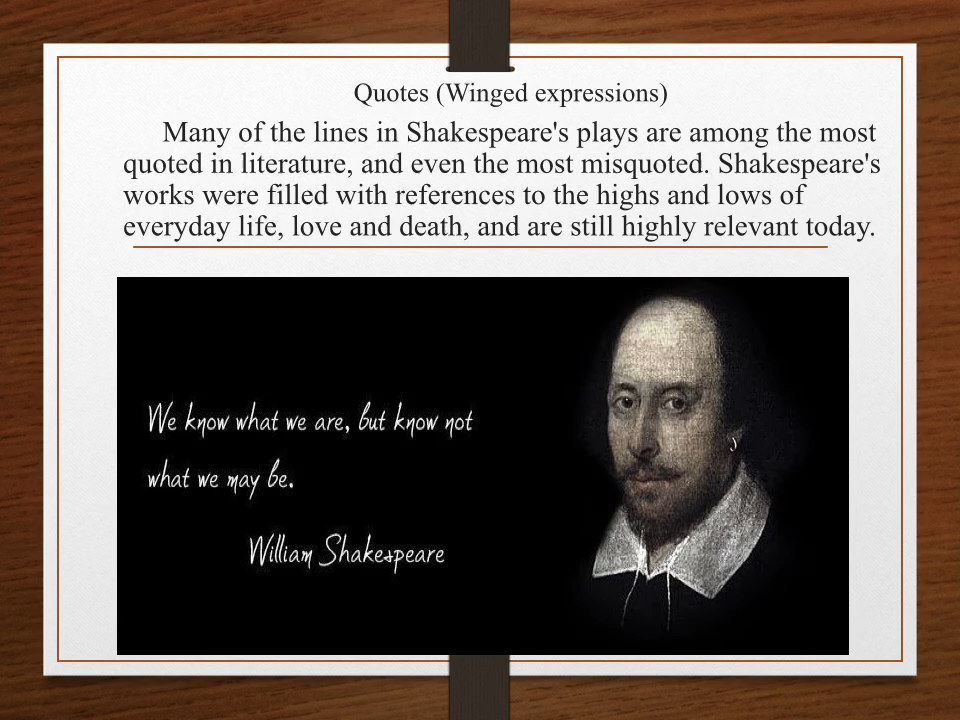 Quotes (Winged expressions)
Many of the lines in Shakespeare's plays are among the most
quoted in literature, and even the most misquoted. Shakespeare's
works were filled with references to the highs and lows of
everyday life, love and death, and are still highly relevant today.
We know what we are, but know not
what we may be.
William Shakespeare